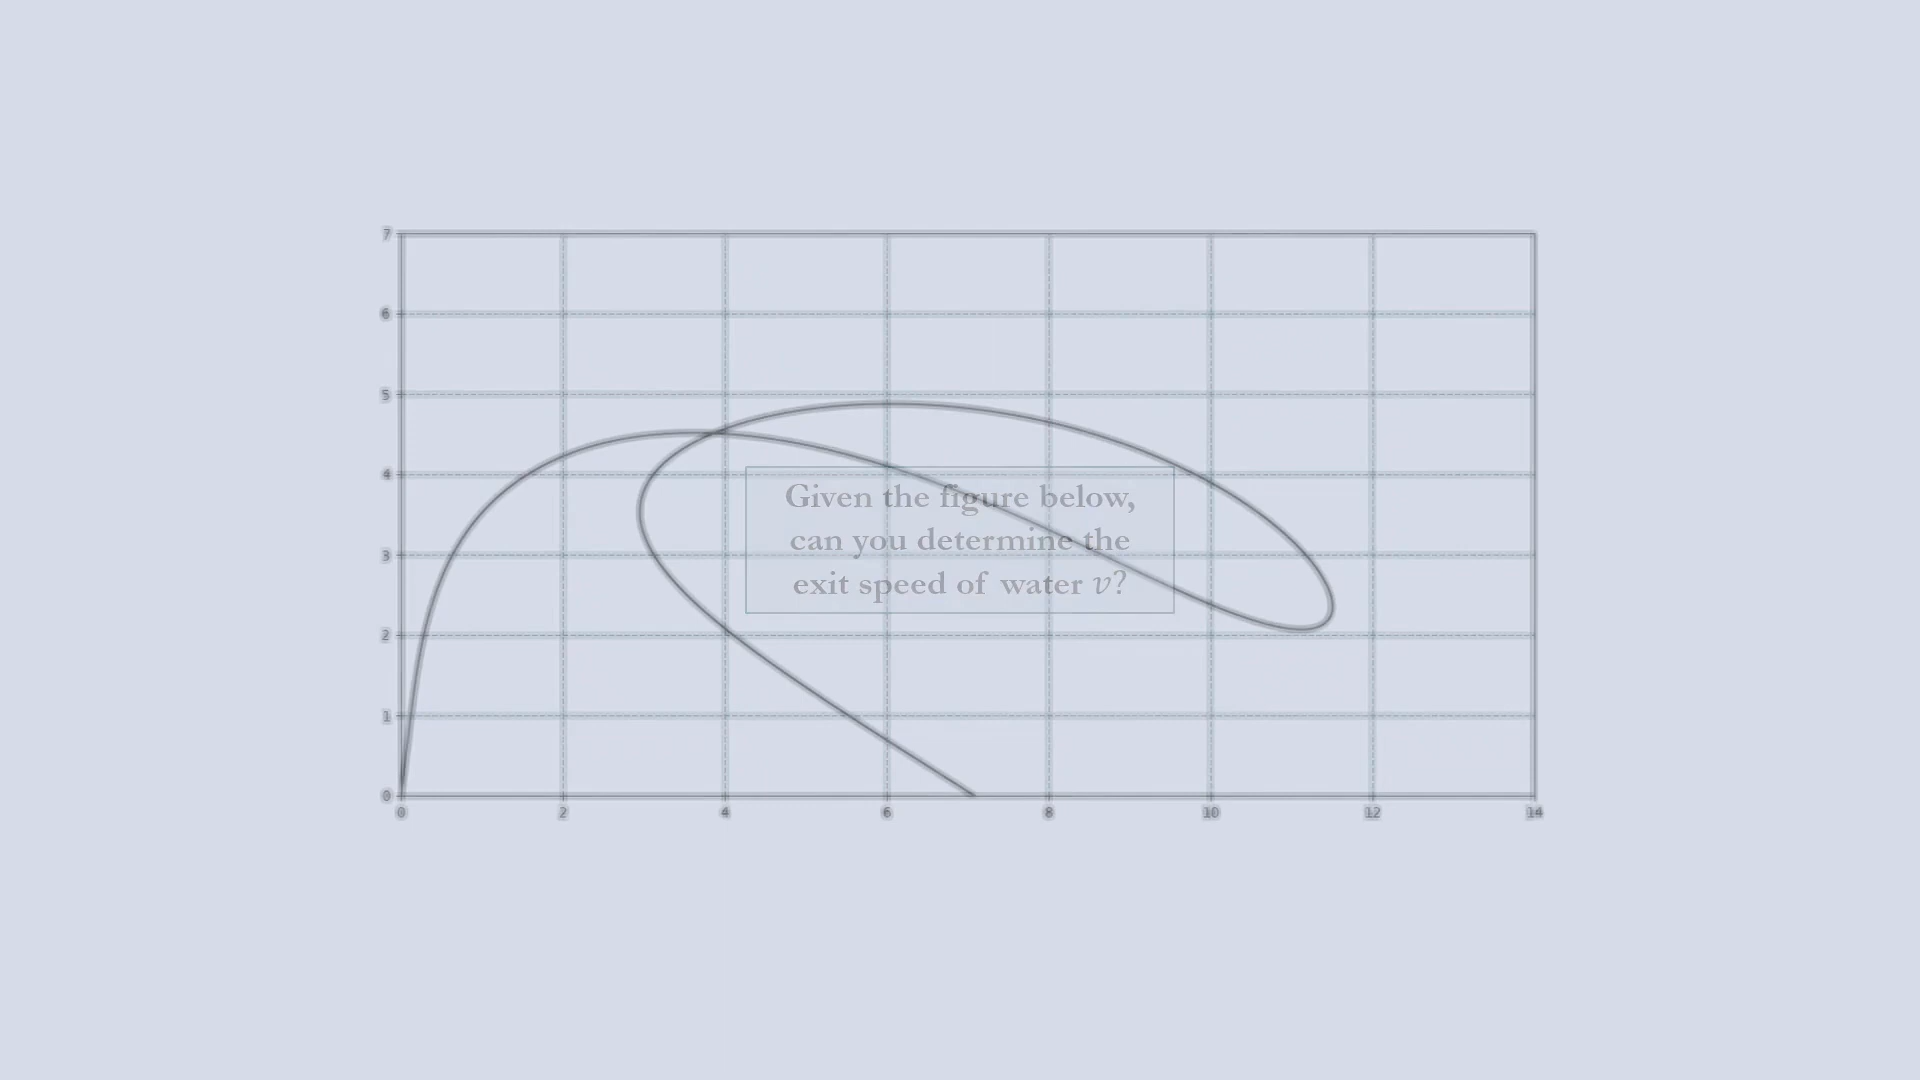 7
6
5
4
Given the figure below,
can you determine the
exit speed of water v?
3
2
1
0
0 2 4 6 8 10 12 14